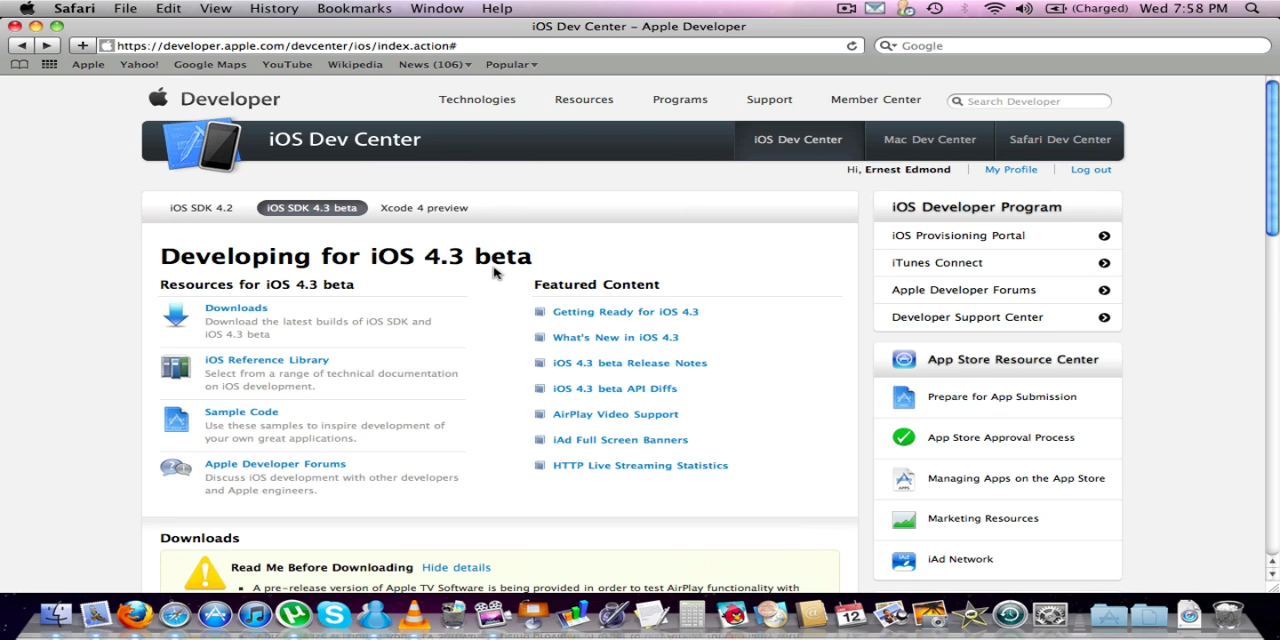 Safari File Edit View History Bookmarks Window Help (Charged) Wed 7:58 PM
iOS Dev Center – Apple Developer
https://developer.apple.com/devcenter/ios/index.action# Google
Apple Yahoo! Google Maps YouTube Wikipedia News (106) Popular
Developer Technologies Resources Programs Support Member Center Search Developer
iOS Dev Center iOS Dev Center Mac Dev Center Safari Dev Center
Hi, Ernest Edmond My Profile Log out
iOS SDK 4.2 iOS SDK 4.3 beta Xcode 4 preview
Developing for iOS 4.3 beta
Resources for iOS 4.3 beta
Downloads
Download the latest builds of iOS SDK and
iOS 4.3 beta
iOS Reference Library
Select from a range of technical documentation
on iOS development.
Sample Code
Use these samples to inspire development of
your own great applications.
Apple Developer Forums
Discuss iOS development with other developers
and Apple engineers.
Featured Content
Getting Ready for iOS 4.3
What's New in iOS 4.3
iOS 4.3 beta Release Notes
iOS 4.3 beta API Diffs
AirPlay Video Support
iAd Full Screen Banners
HTTP Live Streaming Statistics
Downloads
Read Me Before Downloading Hide details
A pre-release version of Apple TV Software is being provided in order to test AirPlay functionality with
iOS Developer Program
iOS Provisioning Portal
iTunes Connect
Apple Developer Forums
Developer Support Center
App Store Resource Center
Prepare for App Submission
App Store Approval Process
Managing Apps on the App Store
Marketing Resources
iAd Network